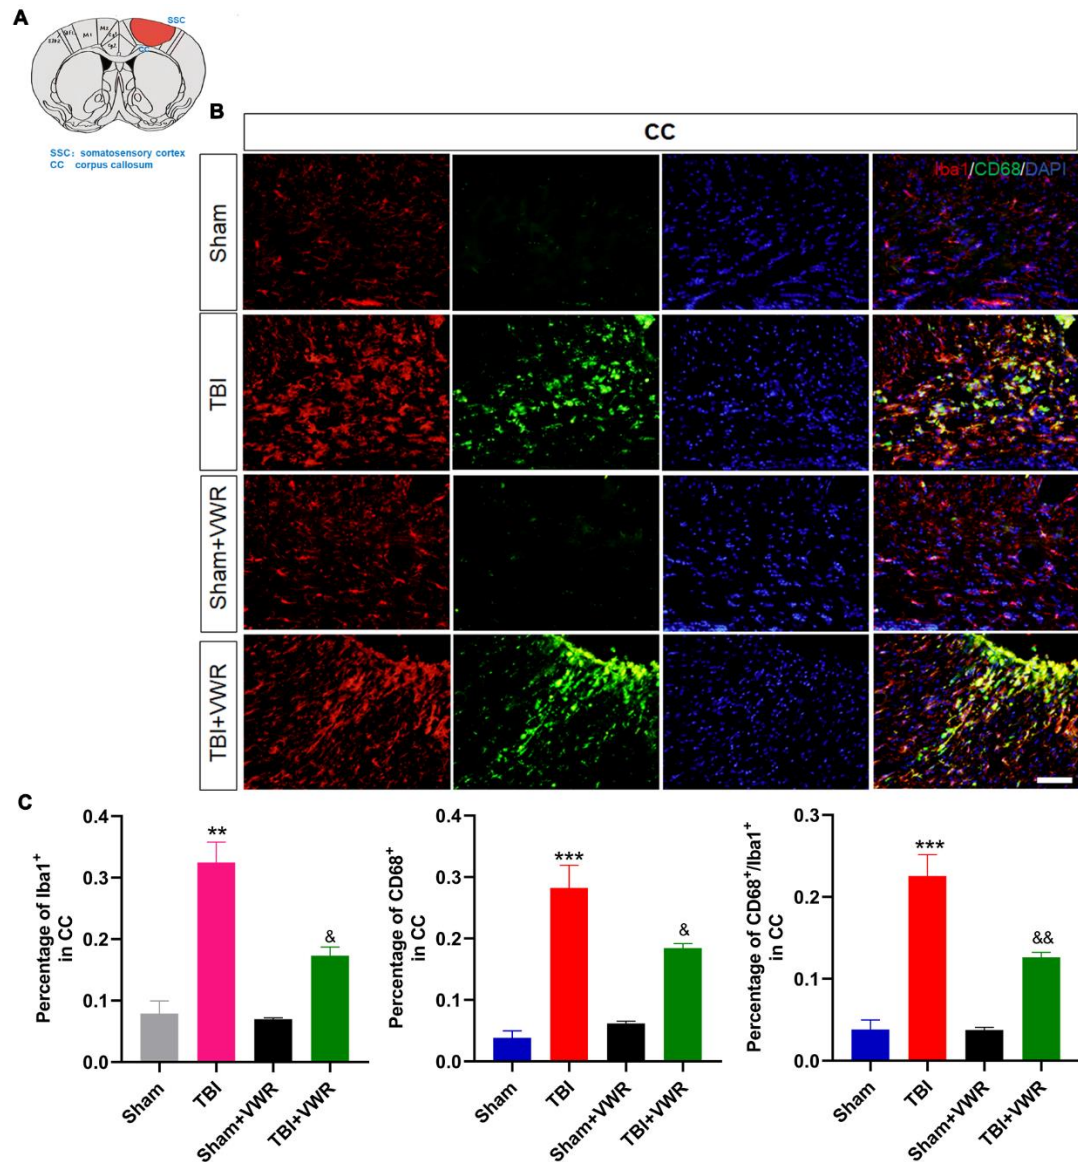 A
SSC
M1
M2
CC
SSC: somatosensory cortex
CC corpus callosum
B
CC
Iba1/CD68/DAPI
Sham
TBI
Sham+VWR
TBI+VWR
C
Percentage of Iba1+
in CC
0.4
0.3
0.2
0.1
0.0
**
&
Sham
TBI
Sham+VWR
TBI+VWR
Percentage of CD68+
in CC
0.4
0.3
0.2
0.1
0.0
***
&
Sham
TBI
Sham+VWR
TBI+VWR
Percentage of CD68+/Iba1+
in CC
0.3
0.2
0.1
0.0
***
&&
Sham
TBI
Sham+VWR
TBI+VWR